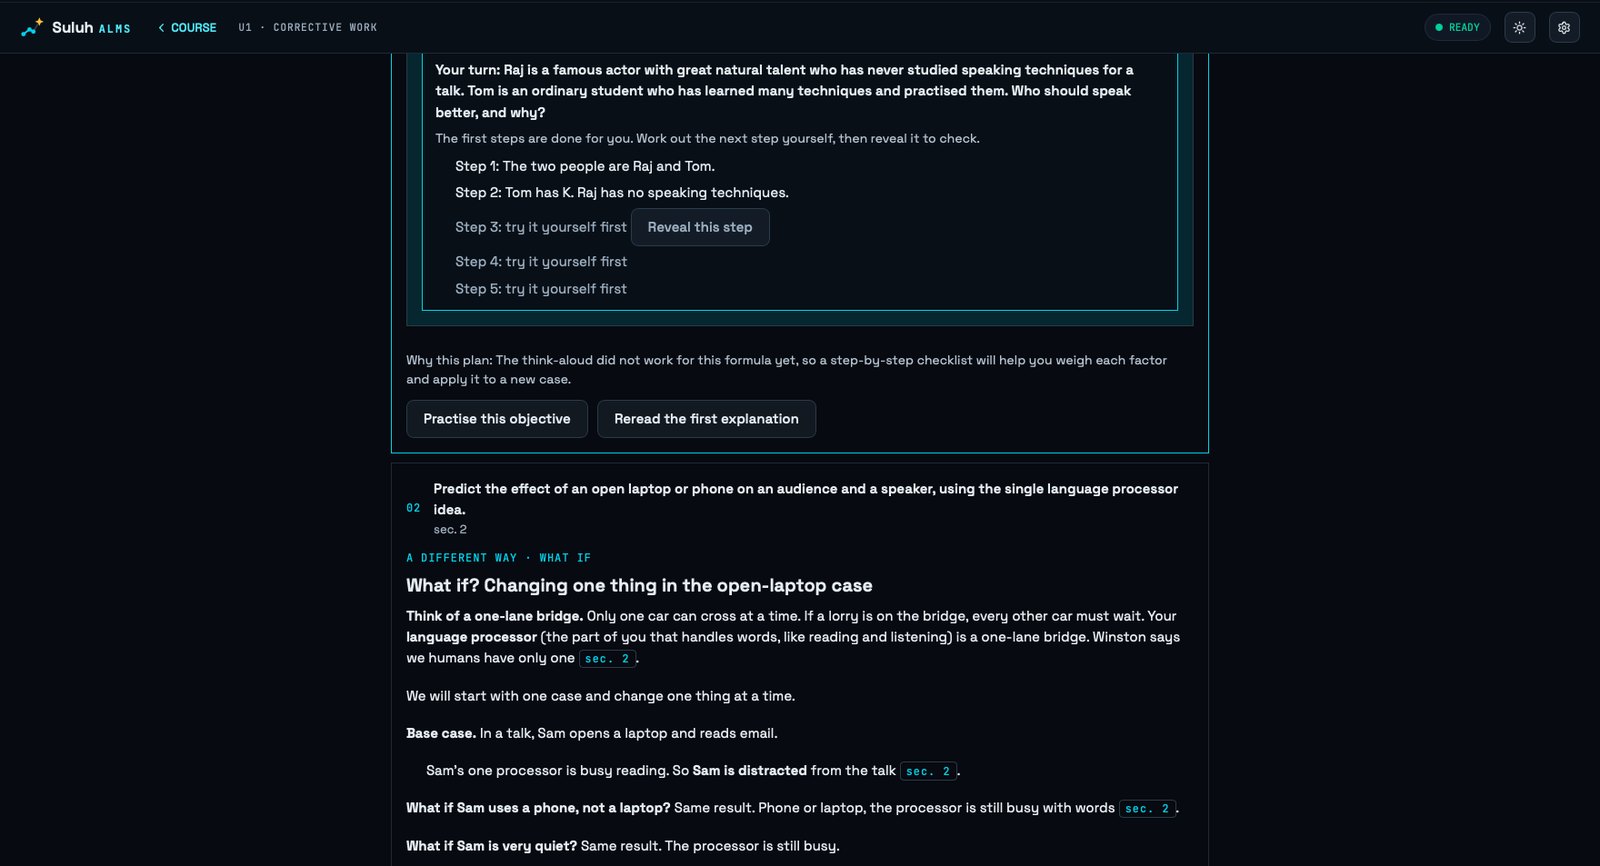 Suluh ALMS
COURSE
U1 · CORRECTIVE WORK
READY
Your turn: Raj is a famous actor with great natural talent who has never studied speaking techniques for a
talk. Tom is an ordinary student who has learned many techniques and practised them. Who should speak
better, and why?
The first steps are done for you. Work out the next step yourself, then reveal it to check.
Step 1: The two people are Raj and Tom.
Step 2: Tom has K. Raj has no speaking techniques.
Step 3: try it yourself first Reveal this step
Step 4: try it yourself first
Step 5: try it yourself first
Why this plan: The think-aloud did not work for this formula yet, so a step-by-step checklist will help you weigh each factor
and apply it to a new case.
Practise this objective Reread the first explanation
02
Predict the effect of an open laptop or phone on an audience and a speaker, using the single language processor
idea.
sec. 2
A DIFFERENT WAY · WHAT IF
What if? Changing one thing in the open-laptop case
Think of a one-lane bridge. Only one car can cross at a time. If a lorry is on the bridge, every other car must wait. Your
language processor (the part of you that handles words, like reading and listening) is a one-lane bridge. Winston says
we humans have only one sec. 2.
We will start with one case and change one thing at a time.
Base case. In a talk, Sam opens a laptop and reads email.
Sam's one processor is busy reading. So Sam is distracted from the talk sec. 2.
What if Sam uses a phone, not a laptop? Same result. Phone or laptop, the processor is still busy with words sec. 2.
What if Sam is very quiet? Same result. The processor is still busy.